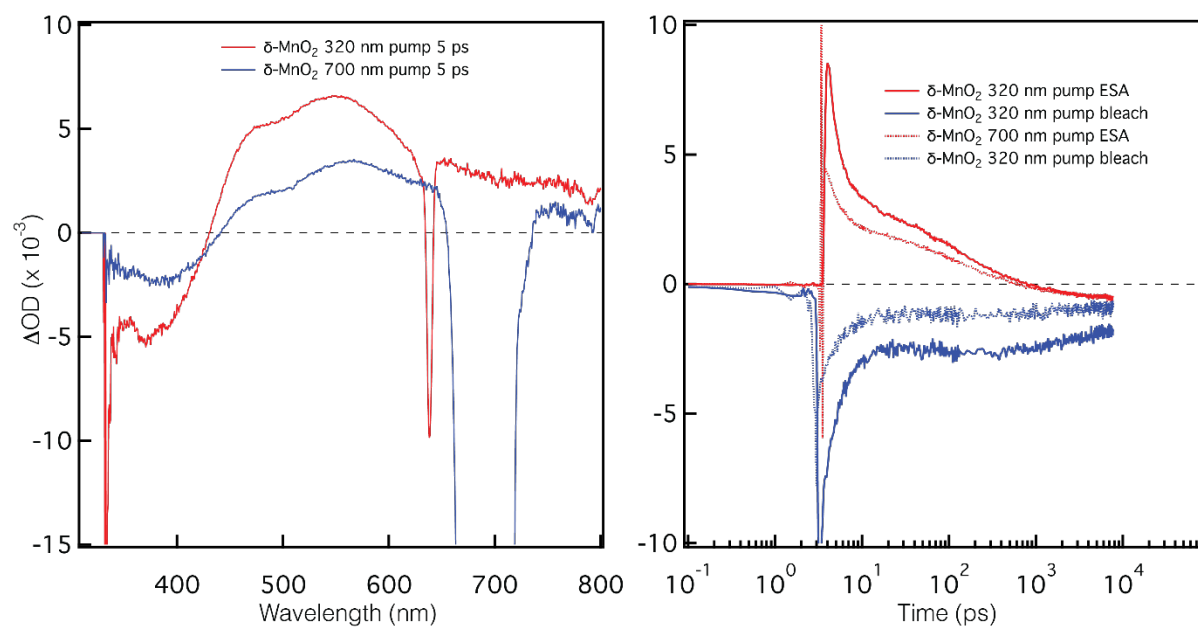 10
5
0
-5
-10
-15
ΔOD (x 10⁻³)
δ-MnO₂ 320 nm pump 5 ps
δ-MnO₂ 700 nm pump 5 ps
400
500
600
700
800
Wavelength (nm)
10
5
0
-5
-10
δ-MnO₂ 320 nm pump ESA
δ-MnO₂ 320 nm pump bleach
δ-MnO₂ 700 nm pump ESA
δ-MnO₂ 320 nm pump bleach
10⁻¹
10⁰
10¹
10²
10³
10⁴
Time (ps)